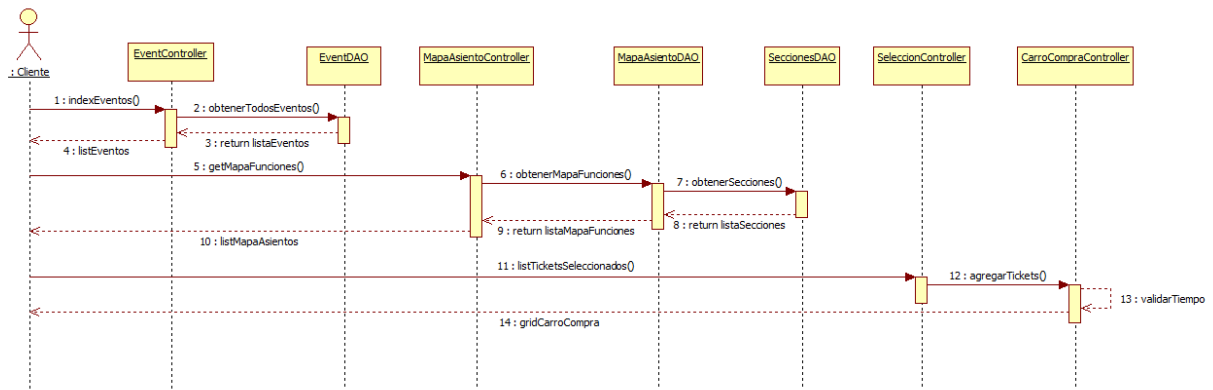 : Cliente
EventController
EventDAO
MapaAsientoController
MapaAsientoDAO
SeccionesDAO
SeleccionController
CarroCompraController
1 : indexEventos()
2 : obtenerTodosEventos()
3 : return listaEventos
4 : listEventos
5 : getMapaFunciones()
6 : obtenerMapaFunciones()
7 : obtenerSecciones()
8 : return listaSecciones
9 : return listaMapaFunciones
10 : listMapaAsientos
11 : listTicketsSeleccionados()
12 : agregarTickets()
13 : validarTiempo
14 : gridCarroCompra